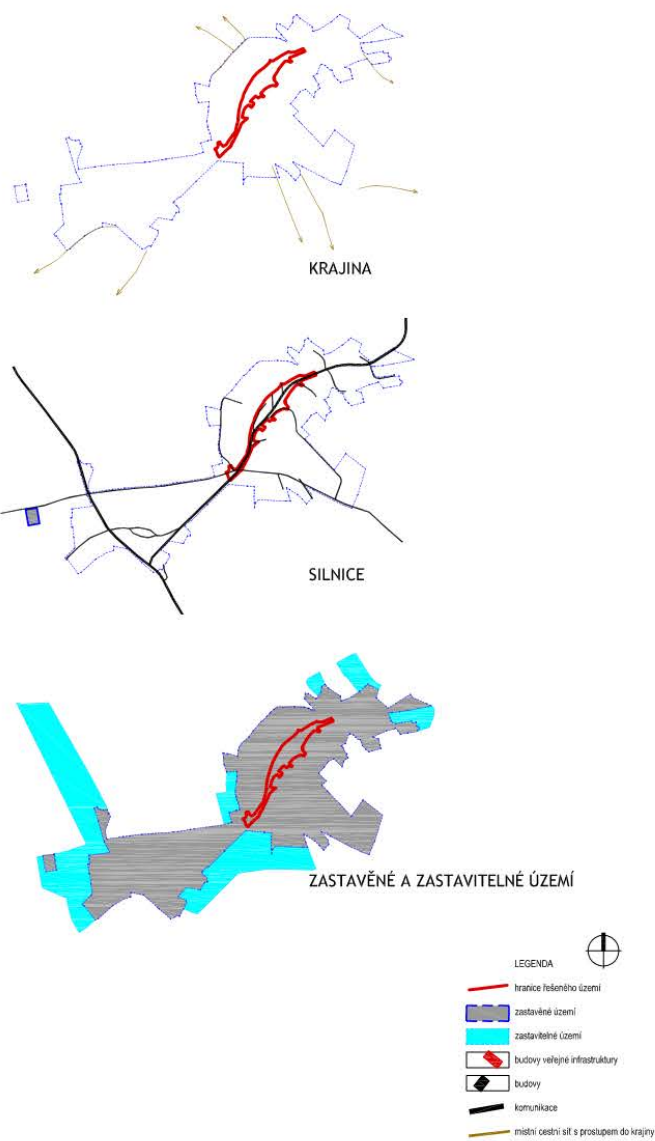 KRAJINA
SILNICE
ZASTAVĚNÉ A ZASTAVITELNÉ ÚZEMÍ
LEGENDA
hranice řešeného území
zastavěné území
zastavitelné území
budovy veřejné infrastruktury
budovy
komunikace
místní cestní síť s prostupem do krajiny